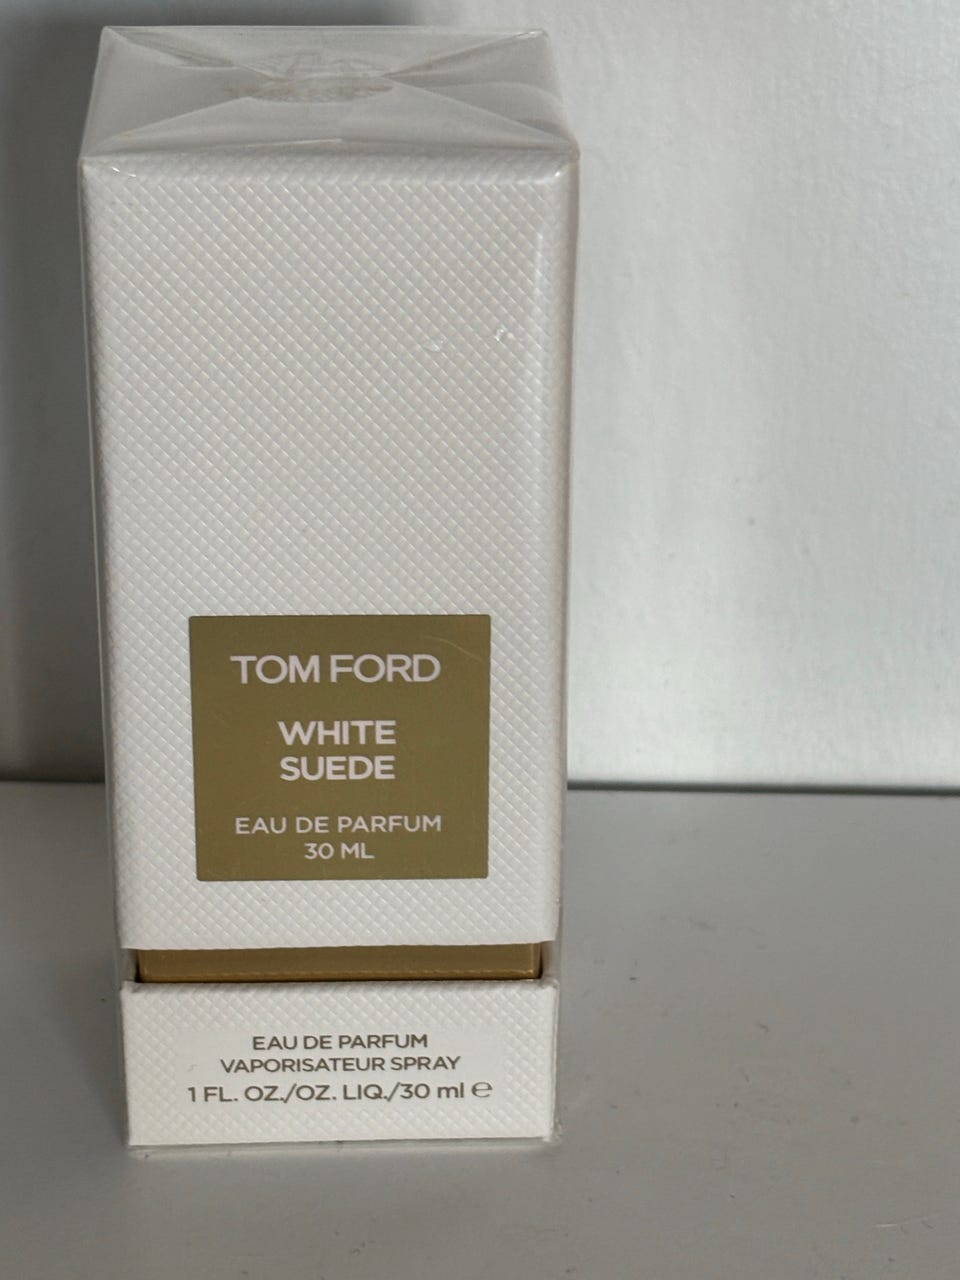 TOM FORD
WHITE
SUEDE
EAU DE PARFUM
30 ML
EAU DE PARFUM
VAPORISATEUR SPRAY
1 FL. OZ./OZ. LIQ./30 ml ℮